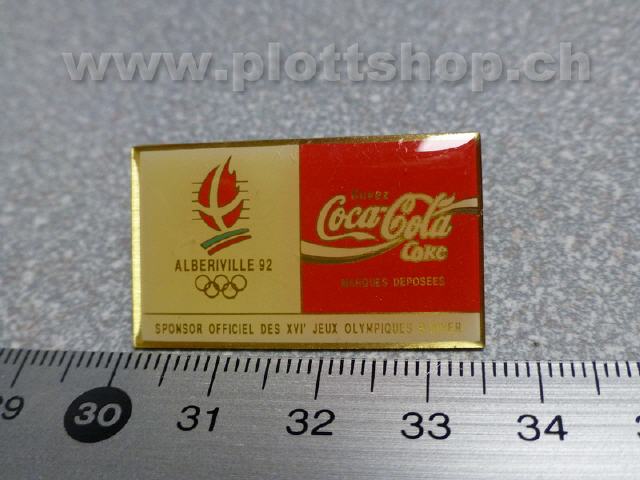 www.plottshop.ch
Buvez
Coca-Cola
Coke
ALBERIVILLE 92
MARQUES DEPOSEES
SPONSOR OFFICIEL DES XVI' JEUX OLYMPIQUES D'HIVER
29 30 31 32 33 34